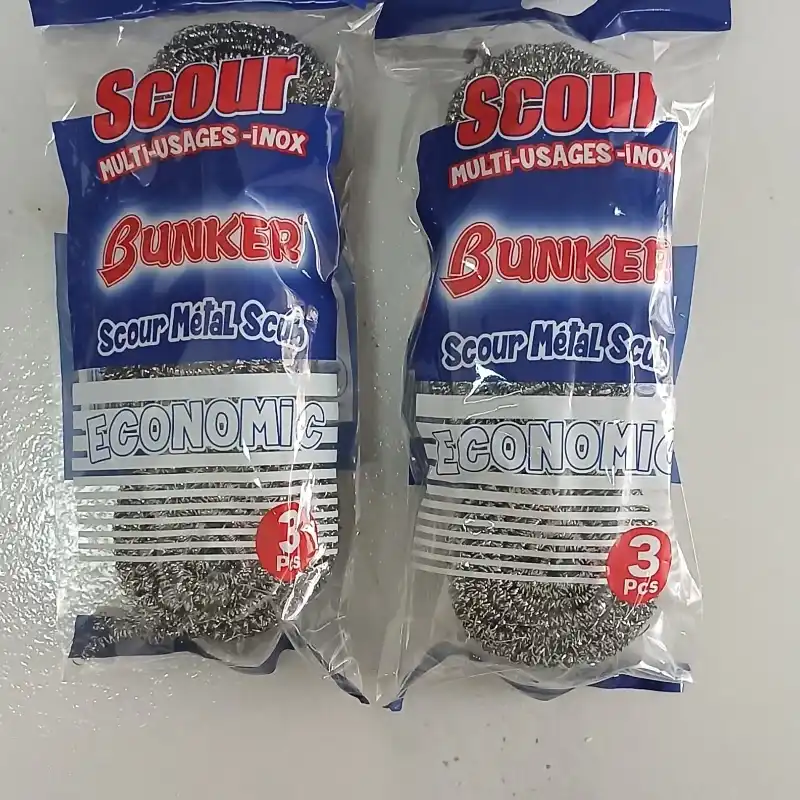 Scour
MULTi-USAGES-iNOX
BUNKER
Scour Métal Scub
ECONOMiC
3
Pcs
Scour
MULTi-USAGES-iNOX
BUNKER
Scour Métal Scub
ECONOMiC
3
Pcs